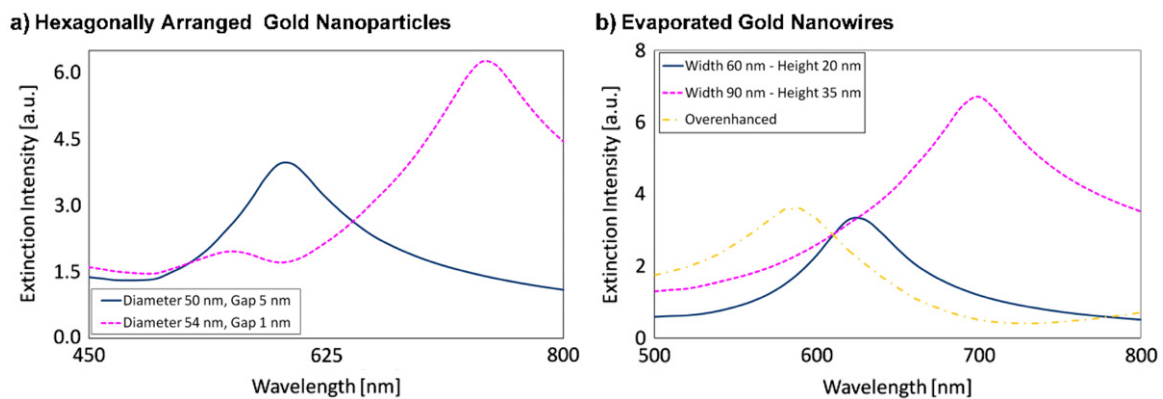 a) Hexagonally Arranged Gold Nanoparticles
Extinction Intensity [a.u.]
6.0
4.5
3.0
1.5
0.0
Diameter 50 nm, Gap 5 nm
Diameter 54 nm, Gap 1 nm
450
625
800
Wavelength [nm]
b) Evaporated Gold Nanowires
Extinction Intensity [a.u.]
8
6
4
2
0
Width 60 nm - Height 20 nm
Width 90 nm - Height 35 nm
Overenhanced
500
600
700
800
Wavelength [nm]